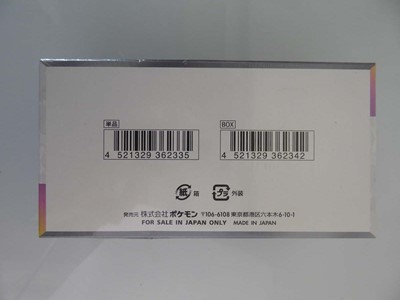 単品
BOX
4 521329 362335
4 521329 362342
紙 箱
プラ 外装
発売元 株式会社ポケモン 〒106-6108 東京都港区六本木6-10-1
FOR SALE IN JAPAN ONLY MADE IN JAPAN